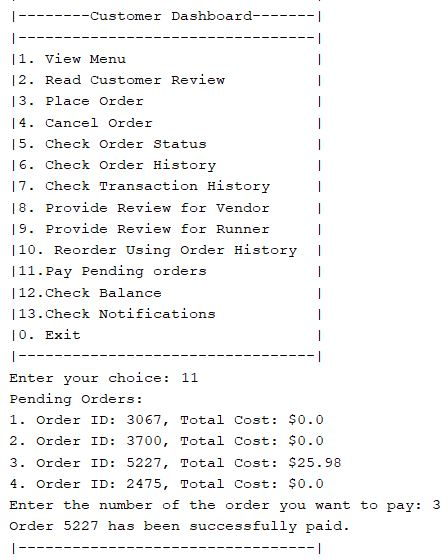 |--------Customer Dashboard-------|
|---------------------------------|
|1. View Menu                     |
|2. Read Customer Review          |
|3. Place Order                   |
|4. Cancel Order                  |
|5. Check Order Status            |
|6. Check Order History           |
|7. Check Transaction History     |
|8. Provide Review for Vendor     |
|9. Provide Review for Runner     |
|10. Reorder Using Order History  |
|11.Pay Pending orders            |
|12.Check Balance                 |
|13.Check Notifications           |
|0. Exit                          |
|---------------------------------|
Enter your choice: 11
Pending Orders:
1. Order ID: 3067, Total Cost: $0.0
2. Order ID: 3700, Total Cost: $0.0
3. Order ID: 5227, Total Cost: $25.98
4. Order ID: 2475, Total Cost: $0.0
Enter the number of the order you want to pay: 3
Order 5227 has been successfully paid.
|---------------------------------|